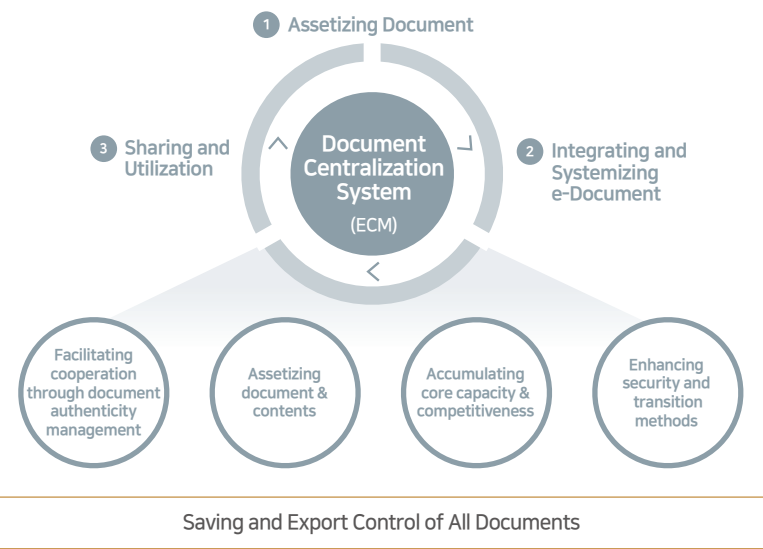 1 Assetizing Document
3 Sharing and
Utilization
Document
Centralization
System
(ECM)
2 Integrating and
Systemizing
e-Document
Facilitating
cooperation
through document
authenticity
management
Assetizing
document &
contents
Accumulating
core capacity &
competitiveness
Enhancing
security and
transition
methods
Saving and Export Control of All Documents